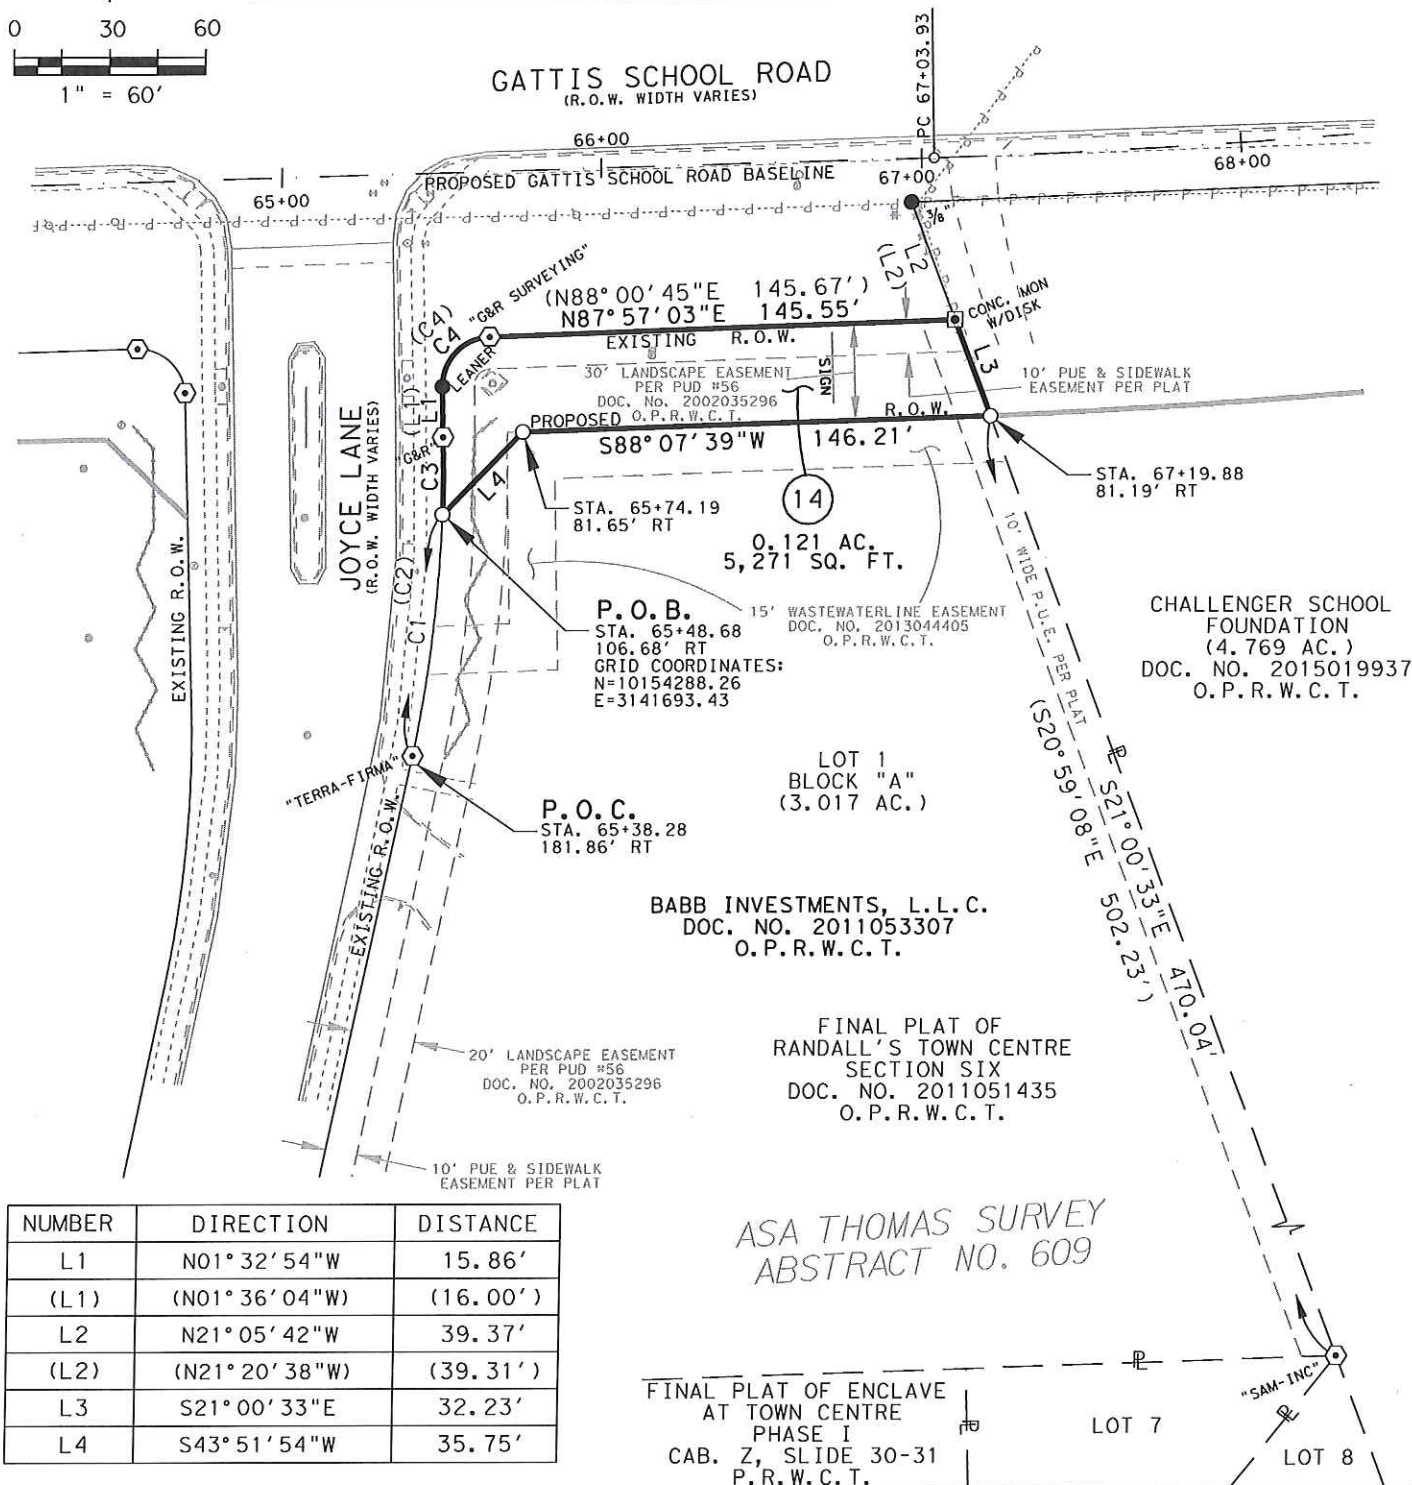 0 30 60
1" = 60'
GATTIS SCHOOL ROAD
(R.O.W. WIDTH VARIES)
PC 67+03.93
66+00
68+00
PROPOSED GATTIS SCHOOL ROAD BASELINE
67+00
65+00
3/8"
L2
(L2)
"G&R SURVEYING"
(N88°00'45"E 145.67')
N87°57'03"E 145.55'
CONC. MON
W/DISK
(C4)
C4
EXISTING R.O.W.
LEANER
L3
30' LANDSCAPE EASEMENT
PER PUD #56
DOC. No. 2002035296
O.P.R.W.C.T.
SIGN
10' PUE & SIDEWALK
EASEMENT PER PLAT
(L1)
L1
PROPOSED R.O.W.
S88°07'39"W 146.21'
"G&R"
C3
L4
JOYCE LANE
(R.O.W. WIDTH VARIES)
STA. 67+19.88
81.19' RT
STA. 65+74.19
81.65' RT
14
0.121 AC.
5,271 SQ. FT.
10' WIDE P.U.E. PER PLAT
EXISTING R.O.W.
(C2)
C1
P.O.B.
STA. 65+48.68
106.68' RT
GRID COORDINATES:
N=10154288.26
E=3141693.43
15' WASTEWATERLINE EASEMENT
DOC. NO. 2013044405
O.P.R.W.C.T.
CHALLENGER SCHOOL
FOUNDATION
(4.769 AC.)
DOC. NO. 2015019937
O.P.R.W.C.T.
(S20°59'08"E 502.23')
S21°00'33"E 470.04'
LOT 1
BLOCK "A"
(3.017 AC.)
"TERRA-FIRMA"
P.O.C.
STA. 65+38.28
181.86' RT
EXISTING R.O.W.
BABB INVESTMENTS, L.L.C.
DOC. NO. 2011053307
O.P.R.W.C.T.
FINAL PLAT OF
RANDALL'S TOWN CENTRE
SECTION SIX
DOC. NO. 2011051435
O.P.R.W.C.T.
20' LANDSCAPE EASEMENT
PER PUD #56
DOC. NO. 2002035296
O.P.R.W.C.T.
10' PUE & SIDEWALK
EASEMENT PER PLAT
NUMBER DIRECTION DISTANCE
L1 N01°32'54"W 15.86'
(L1) (N01°36'04"W) (16.00')
L2 N21°05'42"W 39.37'
(L2) (N21°20'38"W) (39.31')
L3 S21°00'33"E 32.23'
L4 S43°51'54"W 35.75'
ASA THOMAS SURVEY
ABSTRACT NO. 609
FINAL PLAT OF ENCLAVE
AT TOWN CENTRE
PHASE I
CAB. Z, SLIDE 30-31
P.R.W.C.T.
"SAM-INC"
LOT 7
LOT 8